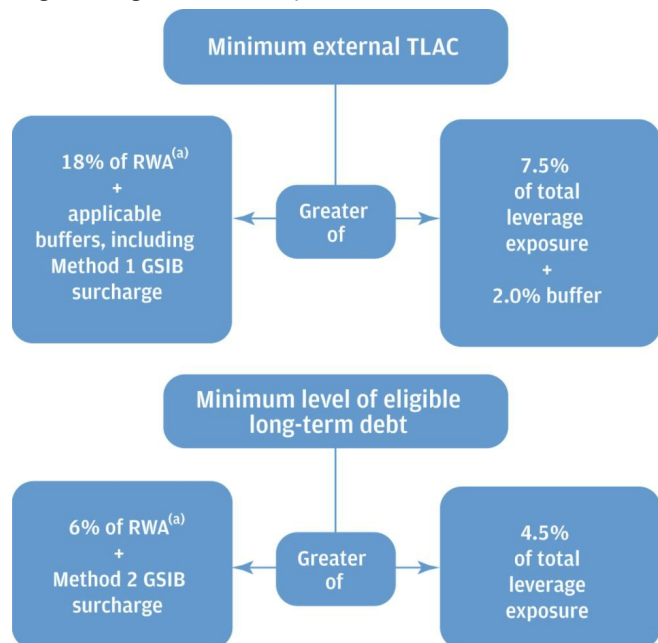 Minimum external TLAC
18% of RWA(a)
+
applicable
buffers, including
Method 1 GSIB
surcharge
Greater
of
7.5%
of total
leverage
exposure
+
2.0% buffer
Minimum level of eligible
long-term debt
6% of RWA(a)
+
Method 2 GSIB
surcharge
Greater
of
4.5%
of total
leverage
exposure